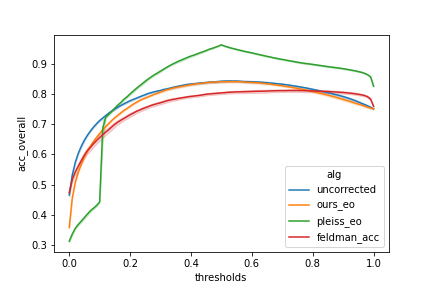 acc_overall
0.9
0.8
0.7
0.6
0.5
0.4
0.3
0.0 0.2 0.4 0.6 0.8 1.0
thresholds
alg
uncorrected
ours_eo
pleiss_eo
feldman_acc